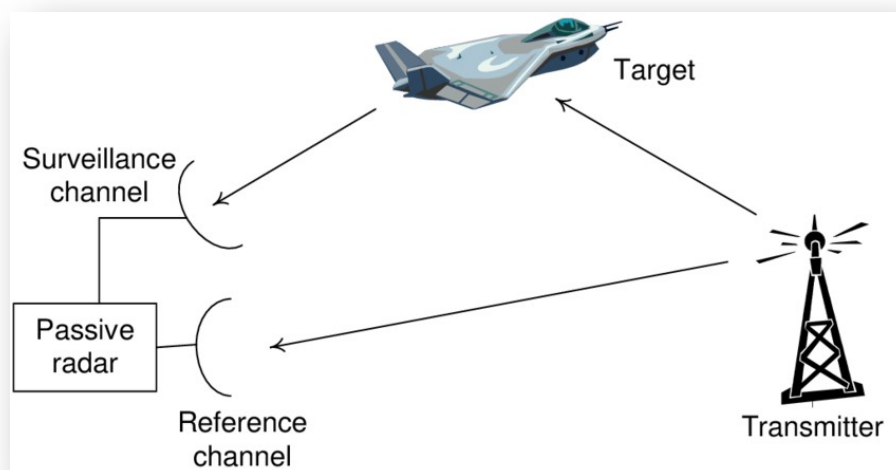 Target
Surveillance
channel
Passive
radar
Reference
channel
Transmitter